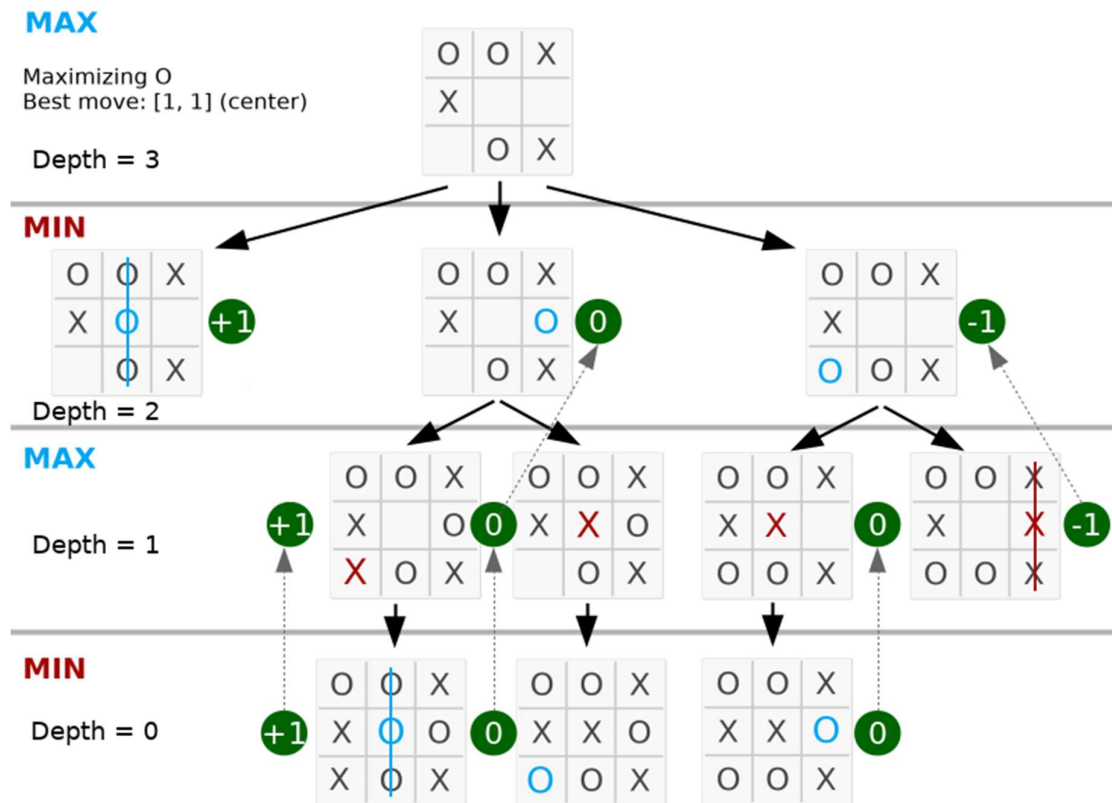 MAX
Maximizing O
Best move: [1, 1] (center)
Depth = 3
O O X
X
O X
MIN
O O X
X O
O X
+1
O O X
X O
O X
0
O O X
X
O O X
-1
Depth = 2
MAX
Depth = 1
+1
O O X
X O
X O X
0
O O X
X X O
O X
O O X
X X
O O X
0
O O X
X X
O O X
-1
MIN
Depth = 0
+1
O O X
X O O
X O X
0
O O X
X X O
O O X
O O X
X X O
O O X
0